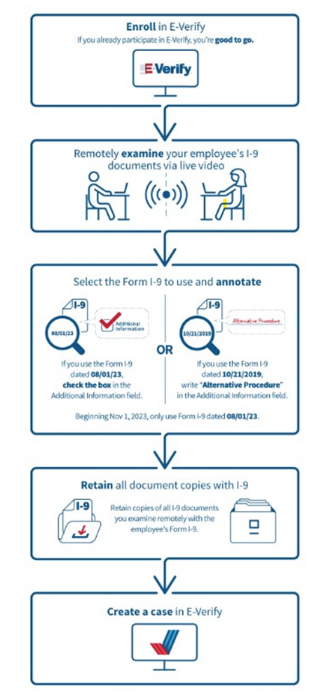 Enroll in E-Verify
If you already participate in E-Verify, you're good to go.
E-Verify
Remotely examine your employee's I-9
documents via live video
Select the Form I-9 to use and annotate
I-9
08/01/23
Additional
Information
If you use the Form I-9
dated 08/01/23,
check the box in the
Additional Information field.
OR
I-9
10/21/2019
Alternative Procedure
If you use the Form I-9
dated 10/21/2019,
write "Alternative Procedure"
in the Additional Information field.
Beginning Nov 1, 2023, only use Form I-9 dated 08/01/23.
Retain all document copies with I-9
I-9
Retain copies of all I-9 documents
you examine remotely with the
employee's Form I-9.
Create a case in E-Verify